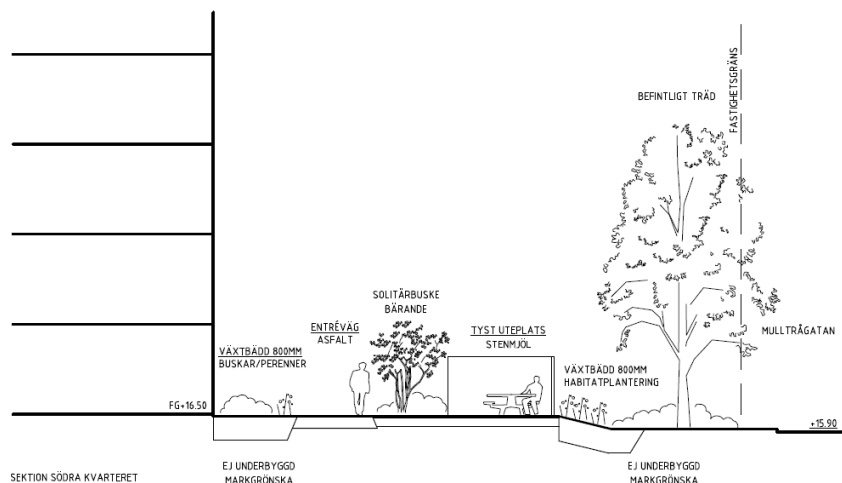 BEFINTLIGT TRÄD
FASTIGHETSGRÄNS
SOLITÄRBUSKE
BÄRANDE
ENTRÉVÄG
ASFALT
TYST UTEPLATS
STENMJÖL
MULLTRÅGATAN
VÄXTBÄDD 800MM
BUSKAR/PERENNER
VÄXTBÄDD 800MM
HABITATPLANTERING
FG+16.50
+15.90
EJ UNDERBYGGD
MARKGRÖNSKA
EJ UNDERBYGGD
MARKGRÖNSKA
SEKTION SÖDRA KVARTERET